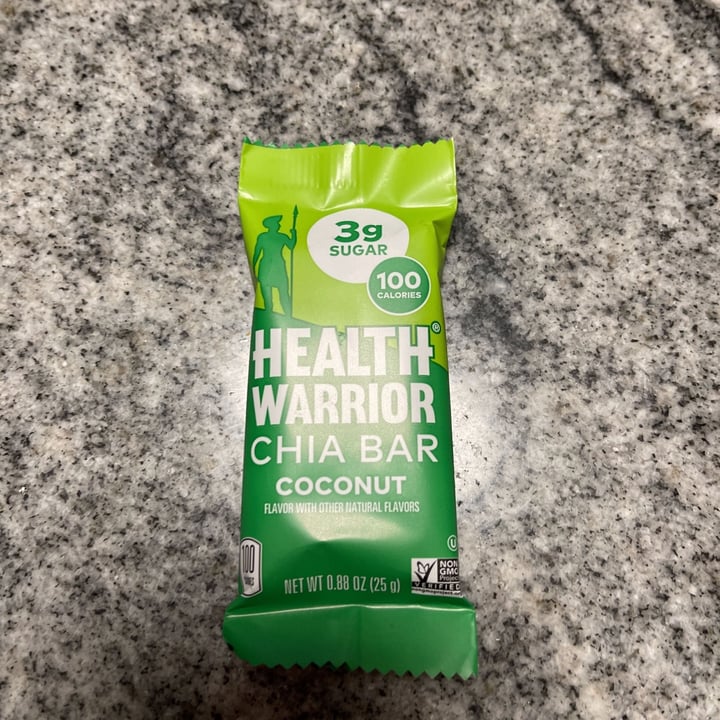 3g
SUGAR
100
CALORIES
HEALTH®
WARRIOR
CHIA BAR
COCONUT
FLAVOR WITH OTHER NATURAL FLAVORS
U
100
NON
GMO
Project
VERIFIED
NET WT 0.88 OZ (25 g)